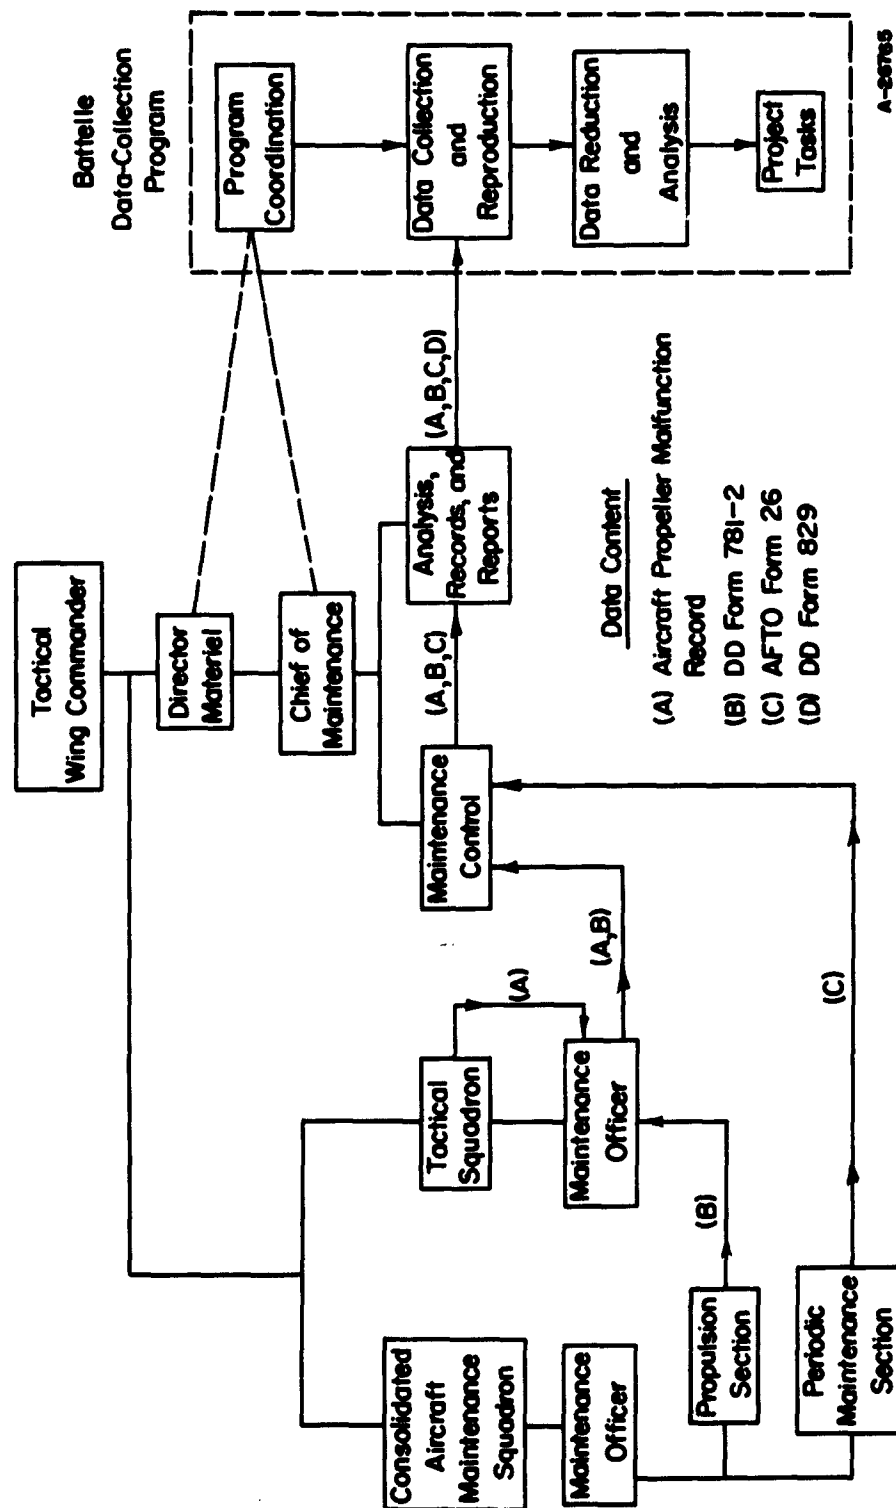 Tactical
Wing Commander
Battelle
Data-Collection
Program
Director
Materiel
Program
Coordination
Chief of
Maintenance
Consolidated
Aircraft
Maintenance
Squadron
Tactical
Squadron
Maintenance
Control
(A,B,C)
Analysis,
Records, and
Reports
(A,B,C,D)
Data Collection
and
Reproduction
(A)
Maintenance
Officer
Maintenance
Officer
(A,B)
Data Reduction
and
Analysis
Propulsion
Section
(B)
Project
Tasks
Periodic
Maintenance
Section
(C)
Data Content
(A) Aircraft Propeller Malfunction
Record
(B) DD Form 781-2
(C) AFTO Form 26
(D) DD Form 829